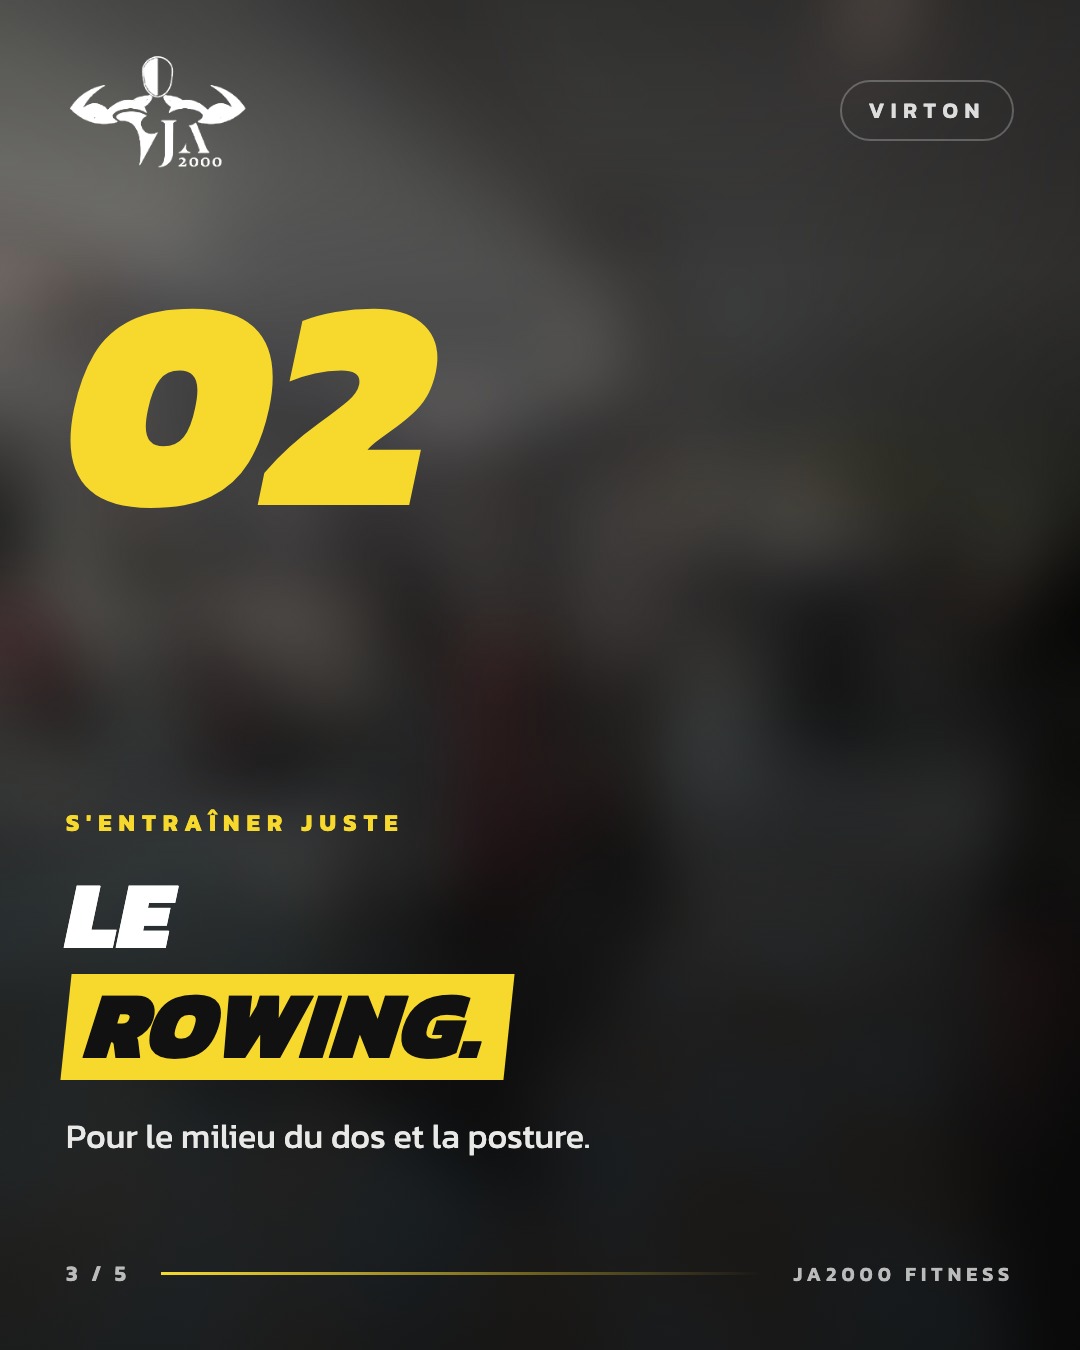 JA
2000
VIRTON
02
S'ENTRAÎNER JUSTE
LE
ROWING.
Pour le milieu du dos et la posture.
3 / 5
JA2000 FITNESS